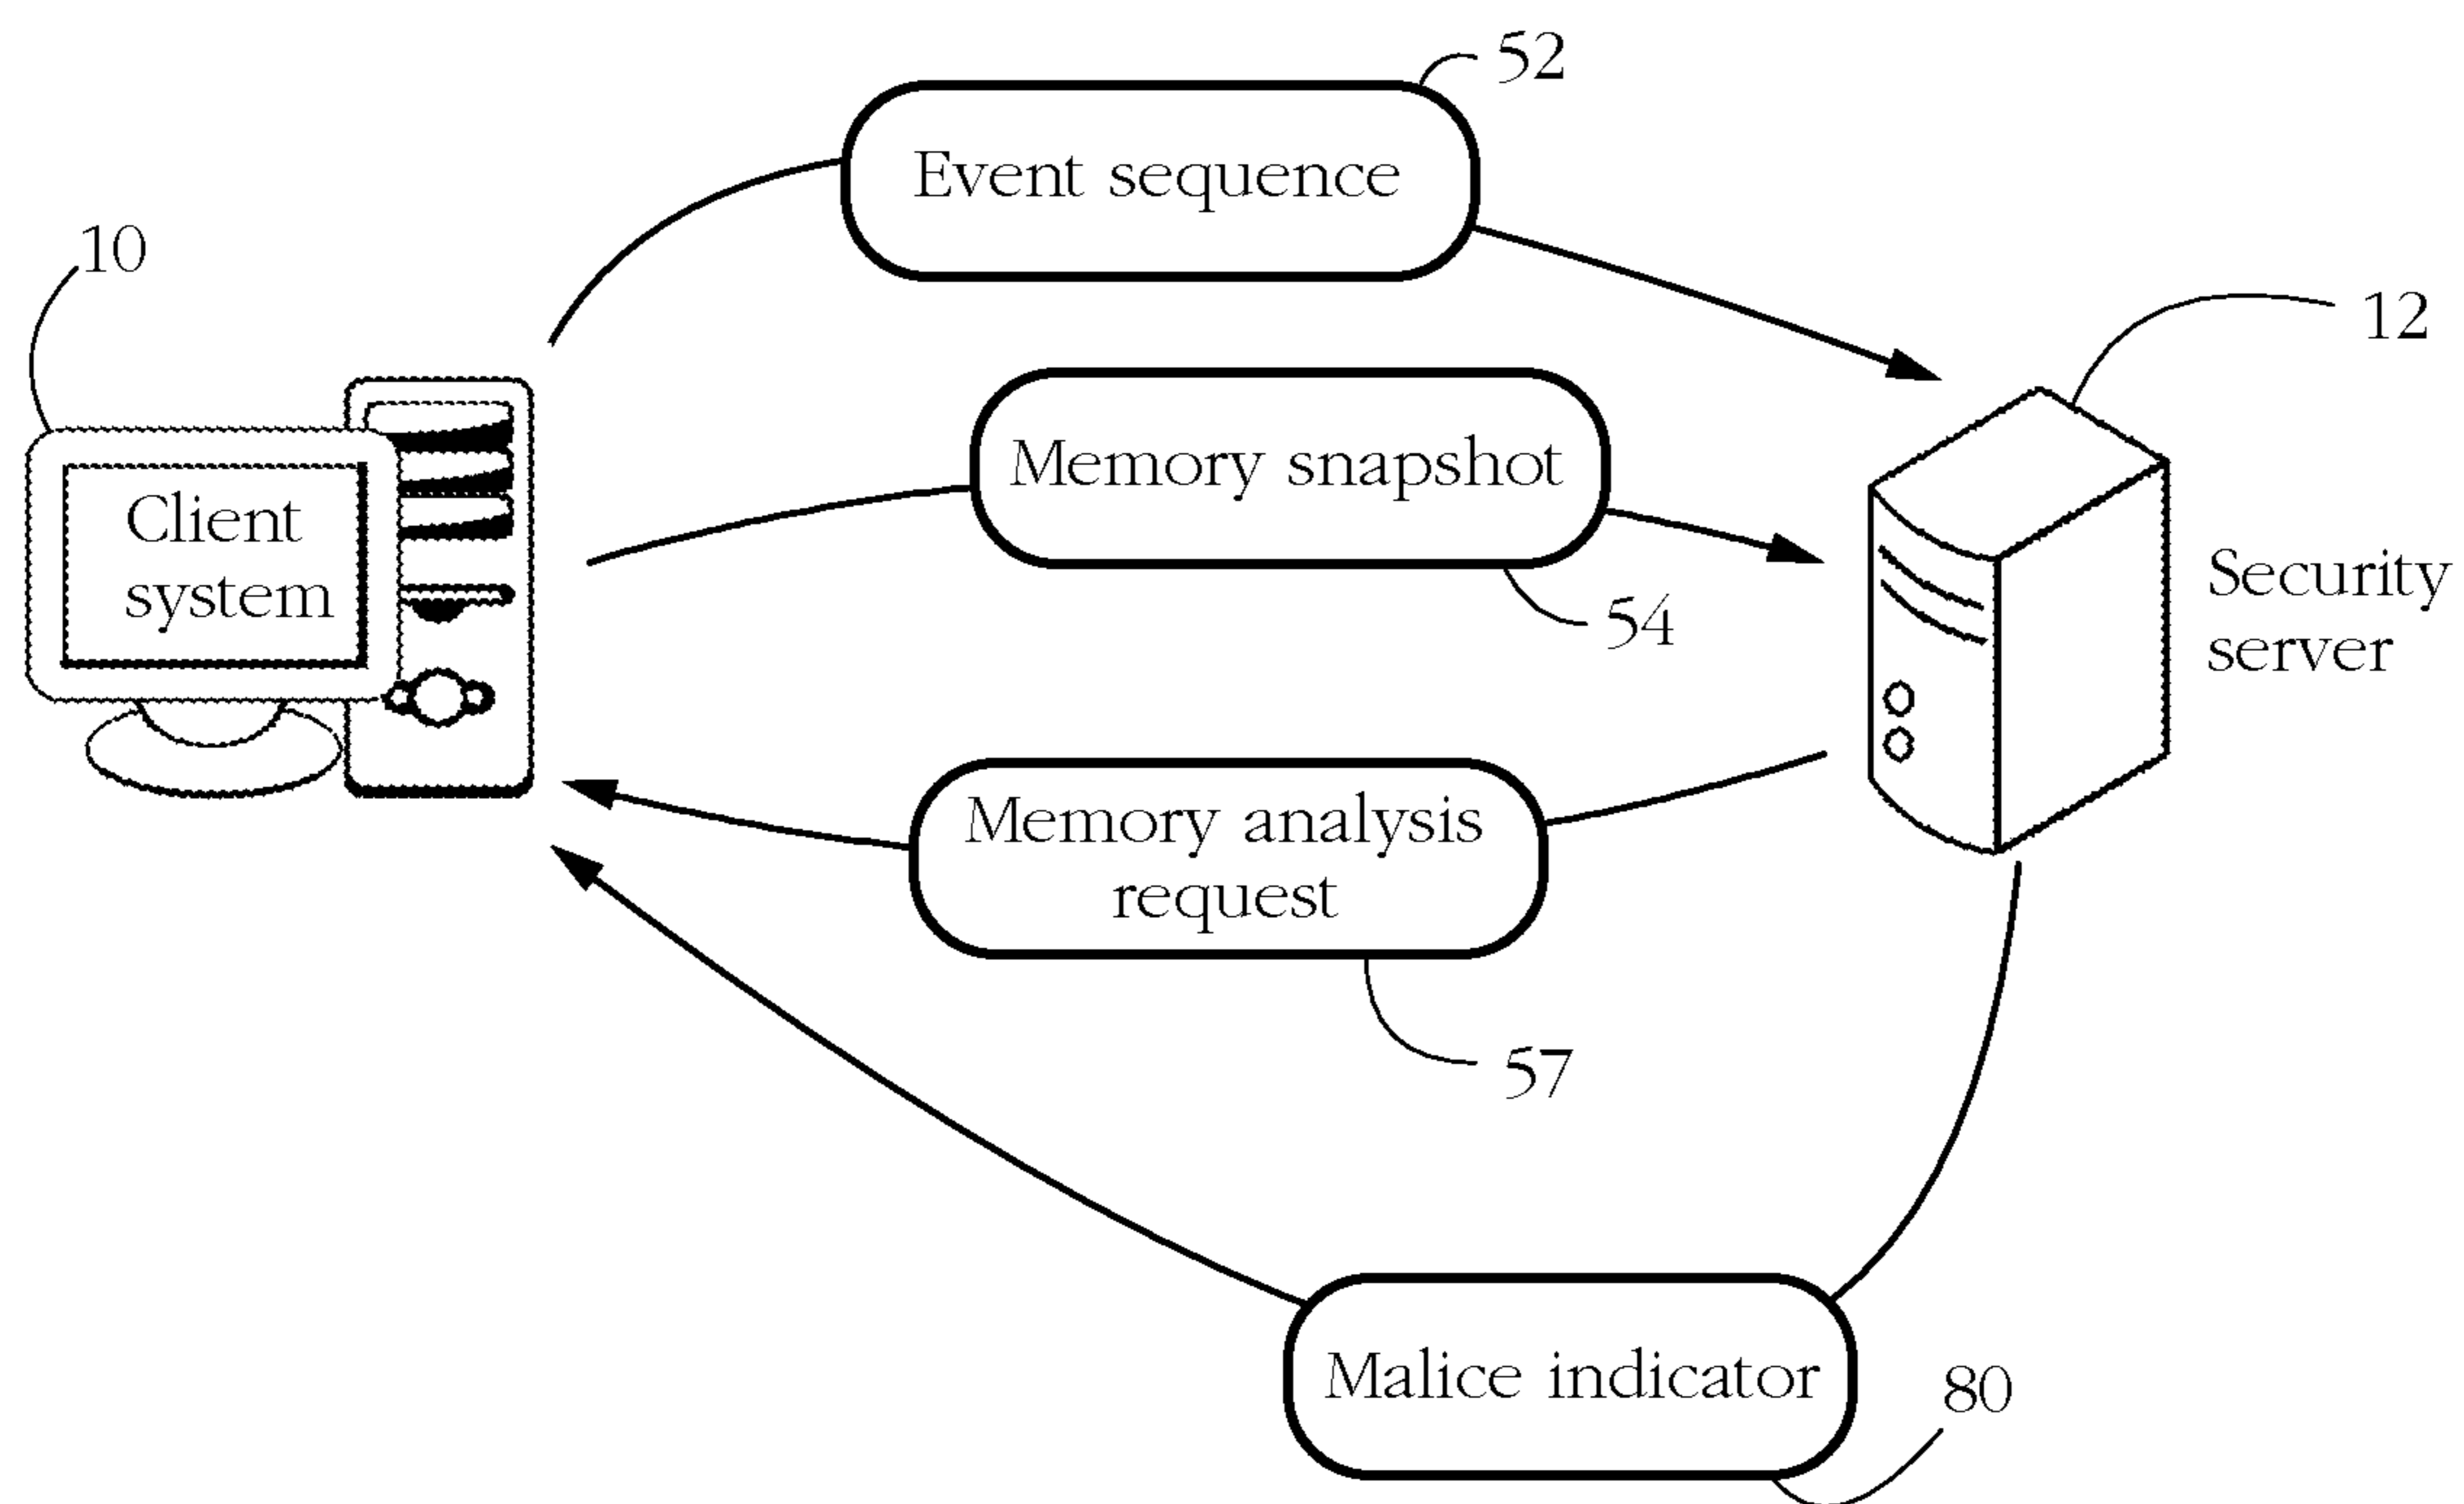 52
Event sequence
10
12
Client
system
Memory snapshot
54
Security
server
Memory analysis
request
57
Malice indicator
80